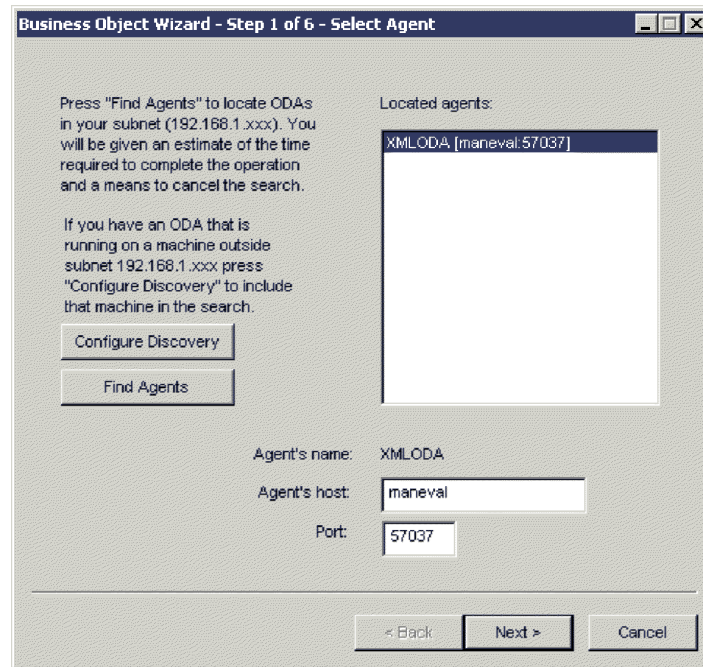 Business Object Wizard - Step 1 of 6 - Select Agent
Press "Find Agents" to locate ODAs
in your subnet (192.168.1.xxx). You
will be given an estimate of the time
required to complete the operation
and a means to cancel the search.
If you have an ODA that is
running on a machine outside
subnet 192.168.1.xxx press
"Configure Discovery" to include
that machine in the search.
Configure Discovery
Find Agents
Located agents:
XMLODA [maneval:57037]
Agent's name: XMLODA
Agent's host: maneval
Port: 57037
< Back Next > Cancel